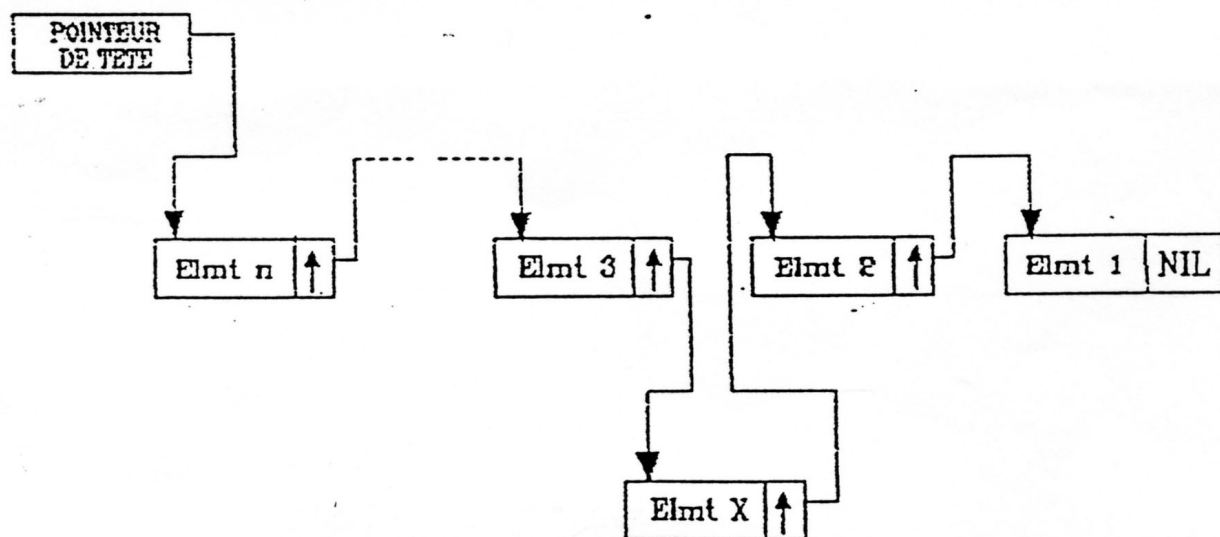 POINTEUR
DE TETE
Elmt n
Elmt 3
Elmt 2
Elmt 1
NIL
Elmt X